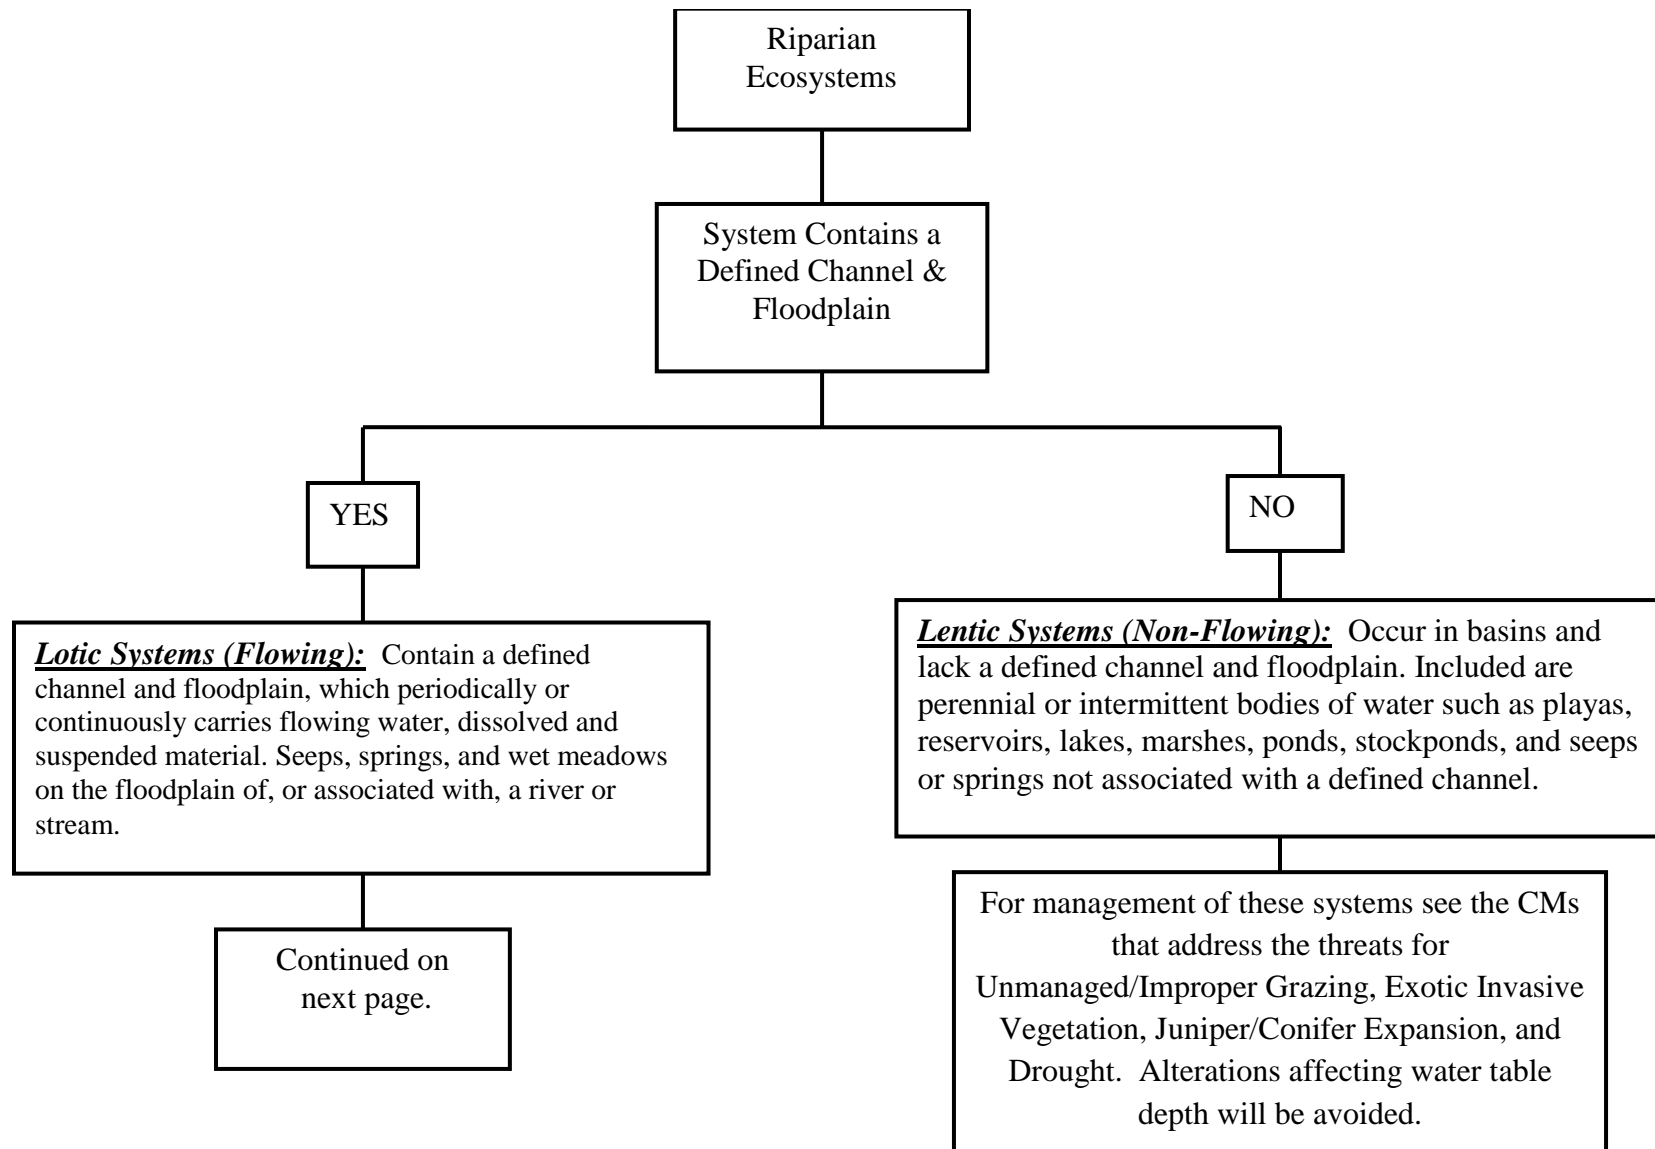 Riparian
Ecosystems
System Contains a
Defined Channel &
Floodplain
YES
NO
Lotic Systems (Flowing): Contain a defined
channel and floodplain, which periodically or
continuously carries flowing water, dissolved and
suspended material. Seeps, springs, and wet meadows
on the floodplain of, or associated with, a river or
stream.
Lentic Systems (Non-Flowing): Occur in basins and
lack a defined channel and floodplain. Included are
perennial or intermittent bodies of water such as playas,
reservoirs, lakes, marshes, ponds, stockponds, and seeps
or springs not associated with a defined channel.
Continued on
next page.
For management of these systems see the CMs
that address the threats for
Unmanaged/Improper Grazing, Exotic Invasive
Vegetation, Juniper/Conifer Expansion, and
Drought. Alterations affecting water table
depth will be avoided.